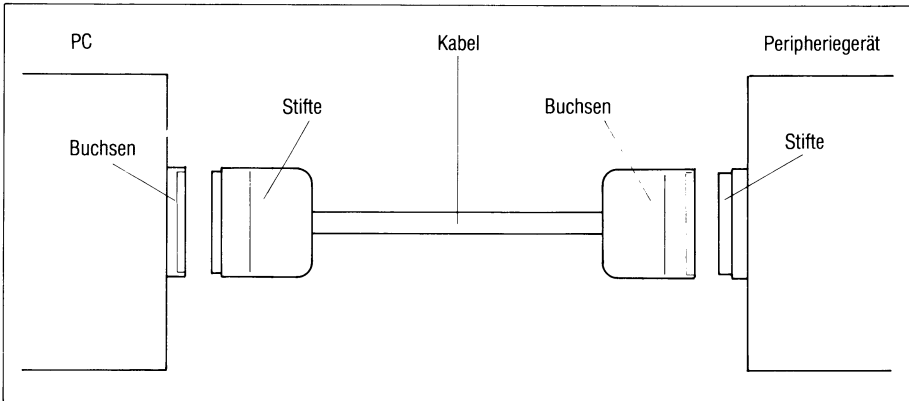 PC
Kabel
Peripheriegerät
Stifte
Buchsen
Buchsen
Stifte